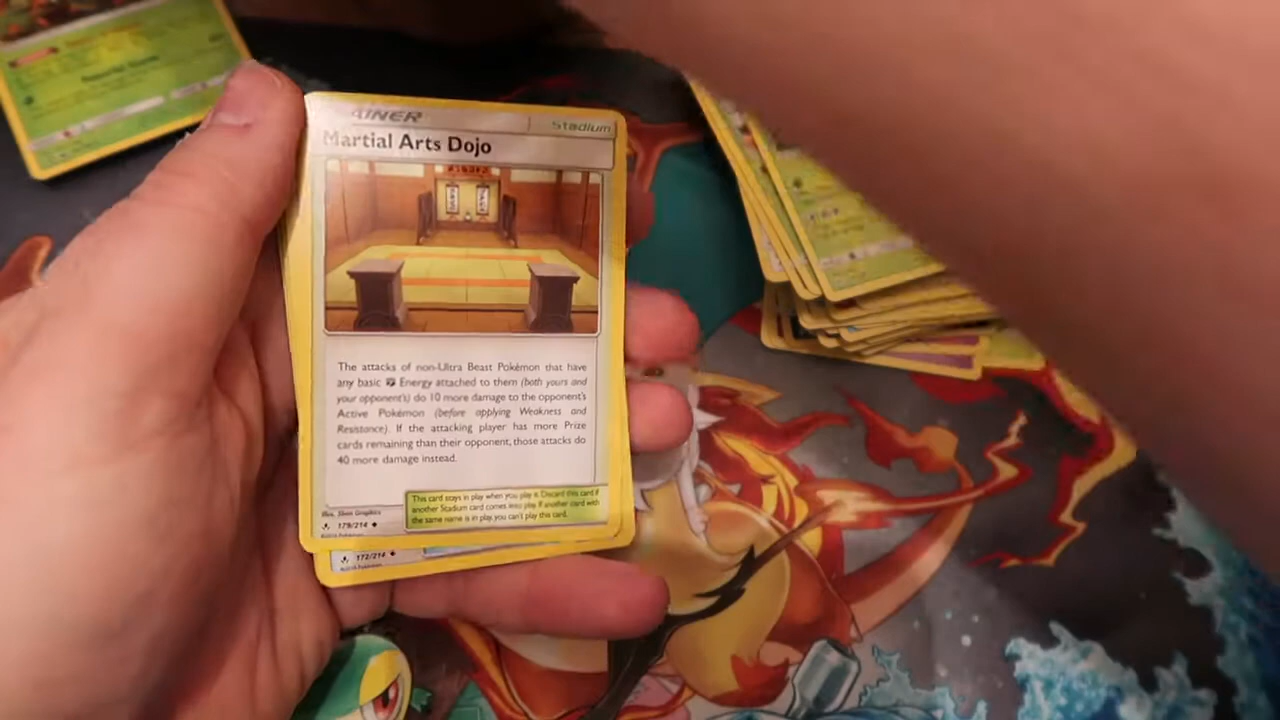 AINER
Stadium
Martial Arts Dojo
The attacks of non-Ultra Beast Pokémon that have
any basic Energy attached to them (both yours and
your opponent's) do 10 more damage to the opponent's
Active Pokémon (before applying Weakness and
Resistance). If the attacking player has more Prize
cards remaining than their opponent, those attacks do
40 more damage instead.
This card stays in play when you play it. Discard this card if
another Stadium card comes into play. If another card with
the same name is in play, you can't play this card.
Illus.
179/214
172/214